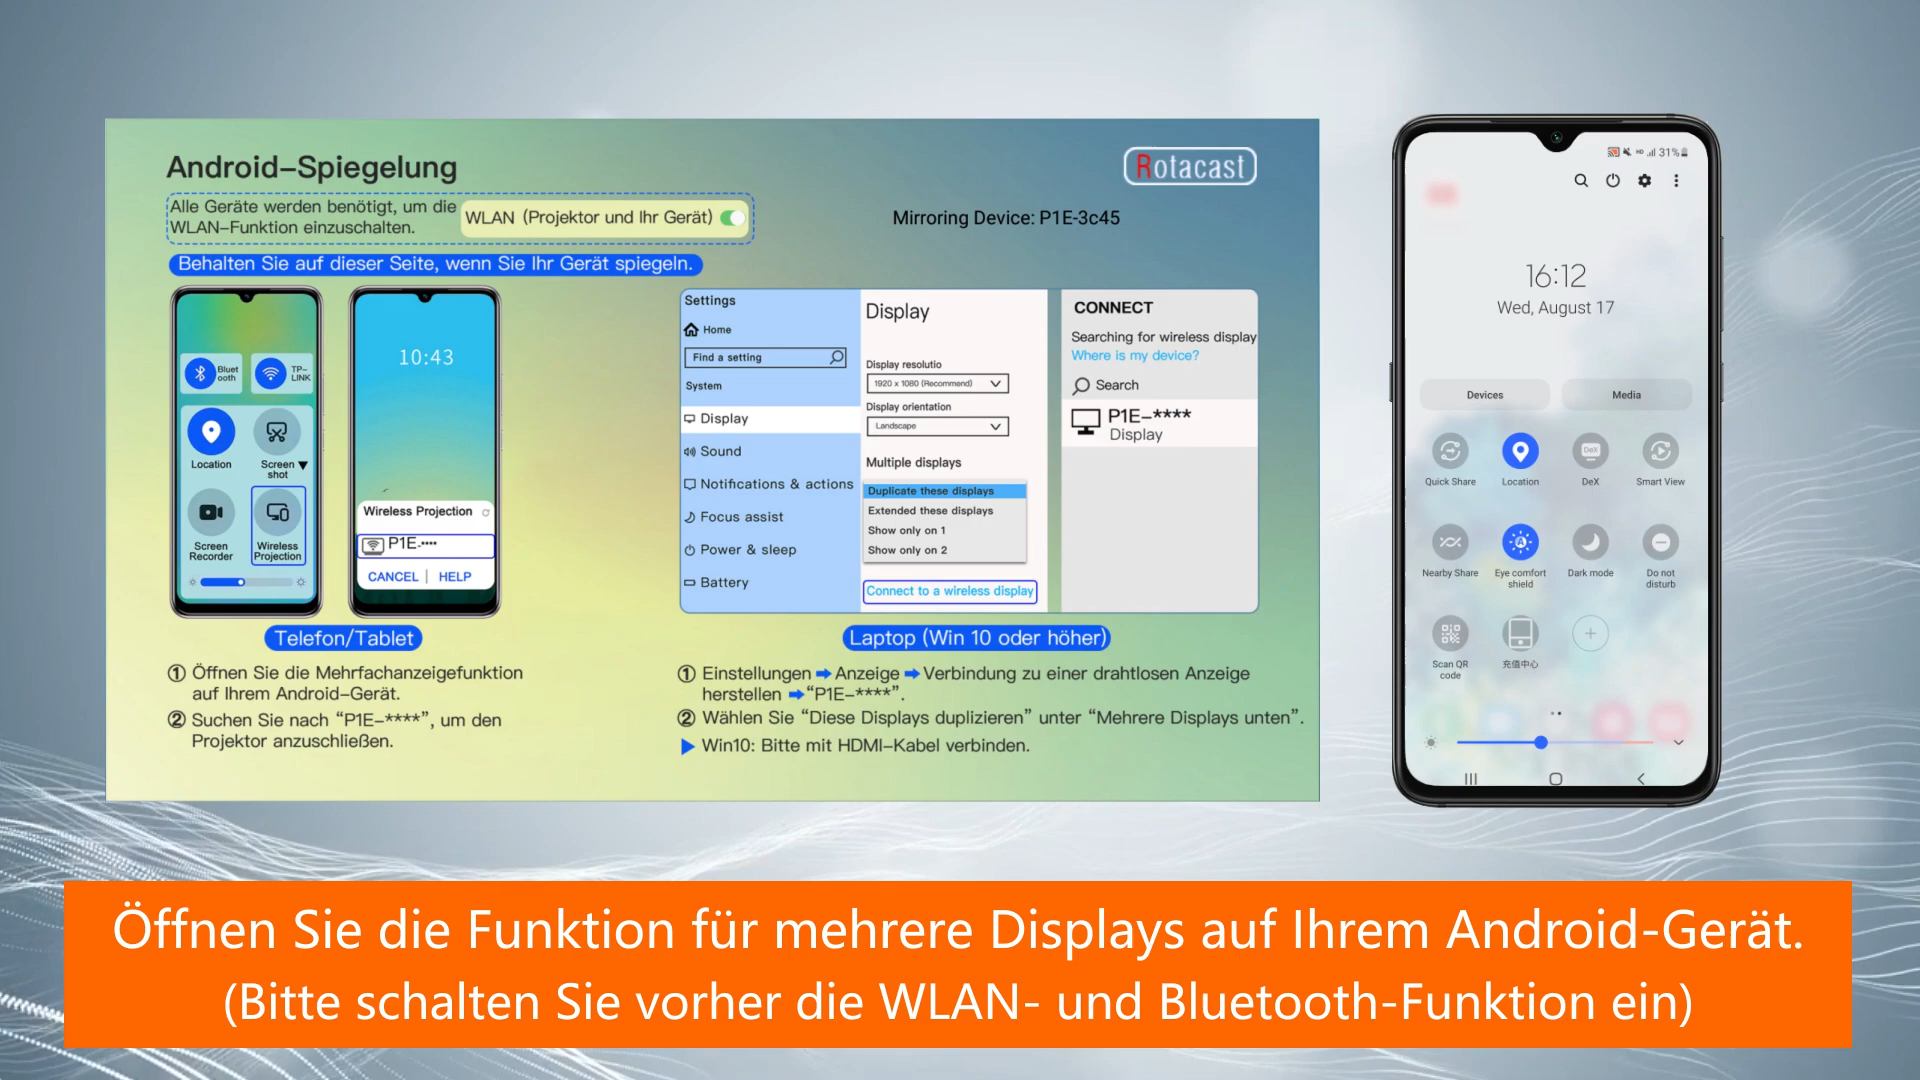 Android-Spiegelung
Alle Geräte werden benötigt, um die
WLAN-Funktion einzuschalten.
WLAN (Projektor und Ihr Gerät)
Behalten Sie auf dieser Seite, wenn Sie Ihr Gerät spiegeln.
Rotacast
Mirroring Device: P1E-3c45
Bluet
ooth
TP-
LINK
Location
Screen ▼
shot
Screen
Recorder
Wireless
Projection
10:43
Wireless Projection
P1E-****
CANCEL | HELP
Telefon/Tablet
① Öffnen Sie die Mehrfachanzeigefunktion
auf Ihrem Android-Gerät.
② Suchen Sie nach “P1E-****”, um den
Projektor anzuschließen.
Settings
Home
Find a setting
System
Display
Sound
Notifications & actions
Focus assist
Power & sleep
Battery
Display
Display resolutio
1920 x 1080 (Recommend)
Display orientation
Landscape
Multiple displays
Duplicate these displays
Extended these displays
Show only on 1
Show only on 2
Connect to a wireless display
CONNECT
Searching for wireless display
Where is my device?
Search
P1E-****
Display
Laptop (Win 10 oder höher)
① Einstellungen ➡ Anzeige ➡ Verbindung zu einer drahtlosen Anzeige
herstellen ➡ “P1E-****”.
② Wählen Sie “Diese Displays duplizieren” unter “Mehrere Displays unten”.
▶ Win10: Bitte mit HDMI-Kabel verbinden.
HD 31%
16:12
Wed, August 17
Devices
Media
Quick Share
Location
DeX
DeX
Smart View
Nearby Share
A
Eye comfort
shield
Dark mode
Do not
disturb
Scan QR
code
充值中心
Öffnen Sie die Funktion für mehrere Displays auf Ihrem Android-Gerät.
(Bitte schalten Sie vorher die WLAN- und Bluetooth-Funktion ein)